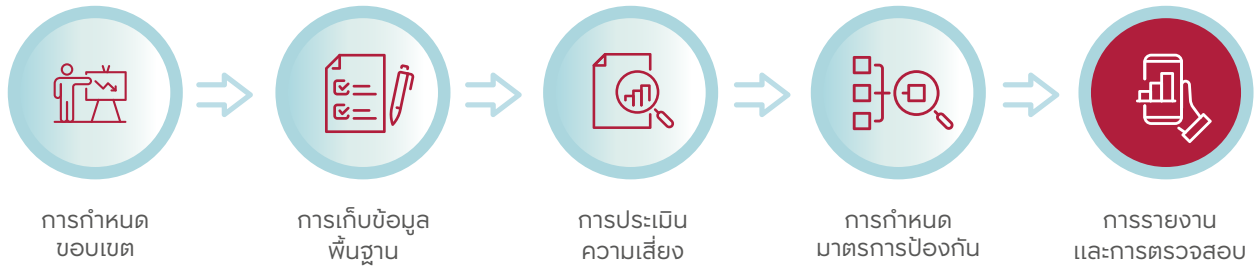 การกำหนด
ขอบเขต
การเก็บข้อมูล
พื้นฐาน
การประเมิน
ความเสี่ยง
การกำหนด
มาตรการป้องกัน
การรายงาน
และการตรวจสอบ